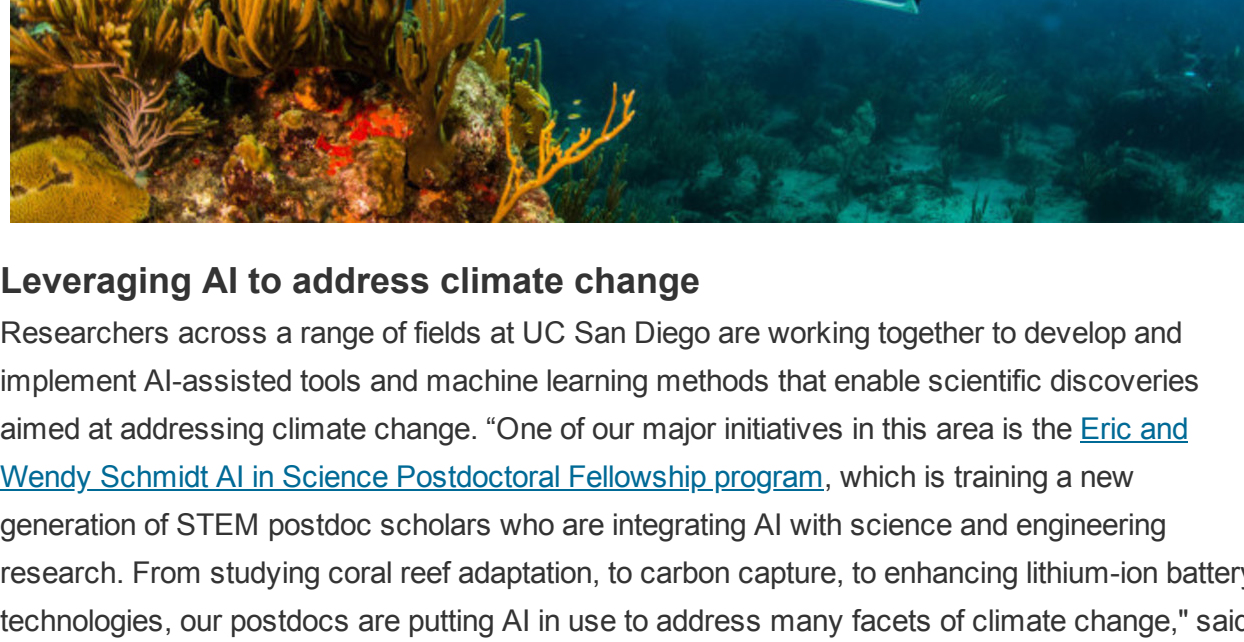 Leveraging AI to address climate change
Researchers across a range of fields at UC San Diego are working together to develop and
implement AI-assisted tools and machine learning methods that enable scientific discoveries
aimed at addressing climate change. “One of our major initiatives in this area is the Eric and
Wendy Schmidt AI in Science Postdoctoral Fellowship program, which is training a new
generation of STEM postdoc scholars who are integrating AI with science and engineering
research. From studying coral reef adaptation, to carbon capture, to enhancing lithium-ion battery
technologies, our postdocs are putting AI in use to address many facets of climate change," said